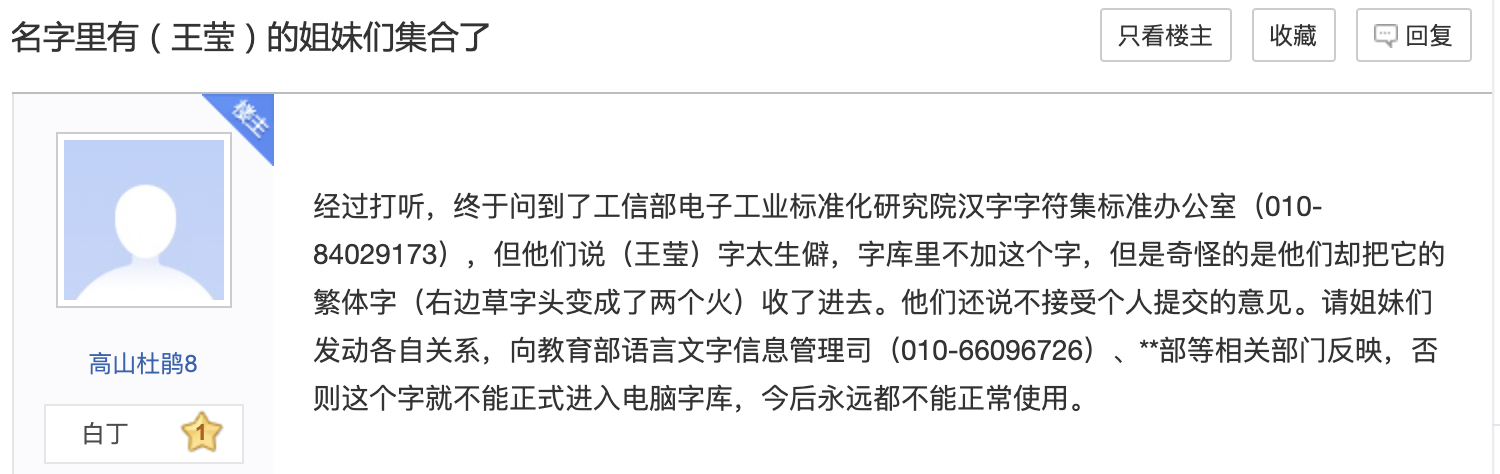 名字里有（王莹）的姐妹们集合了
只看楼主
收藏
回复
楼主
经过打听，终于问到了工信部电子工业标准化研究院汉字字符集标准办公室（010-
84029173），但他们说（王莹）字太生僻，字库里不加这个字，但是奇怪的是他们却把它的
繁体字（右边草字头变成了两个火）收了进去。他们还说不接受个人提交的意见。请姐妹们
发动各自关系，向教育部语言文字信息管理司（010-66096726）、**部等相关部门反映，否
则这个字就不能正式进入电脑字库，今后永远都不能正常使用。
高山杜鹃8
白丁
1